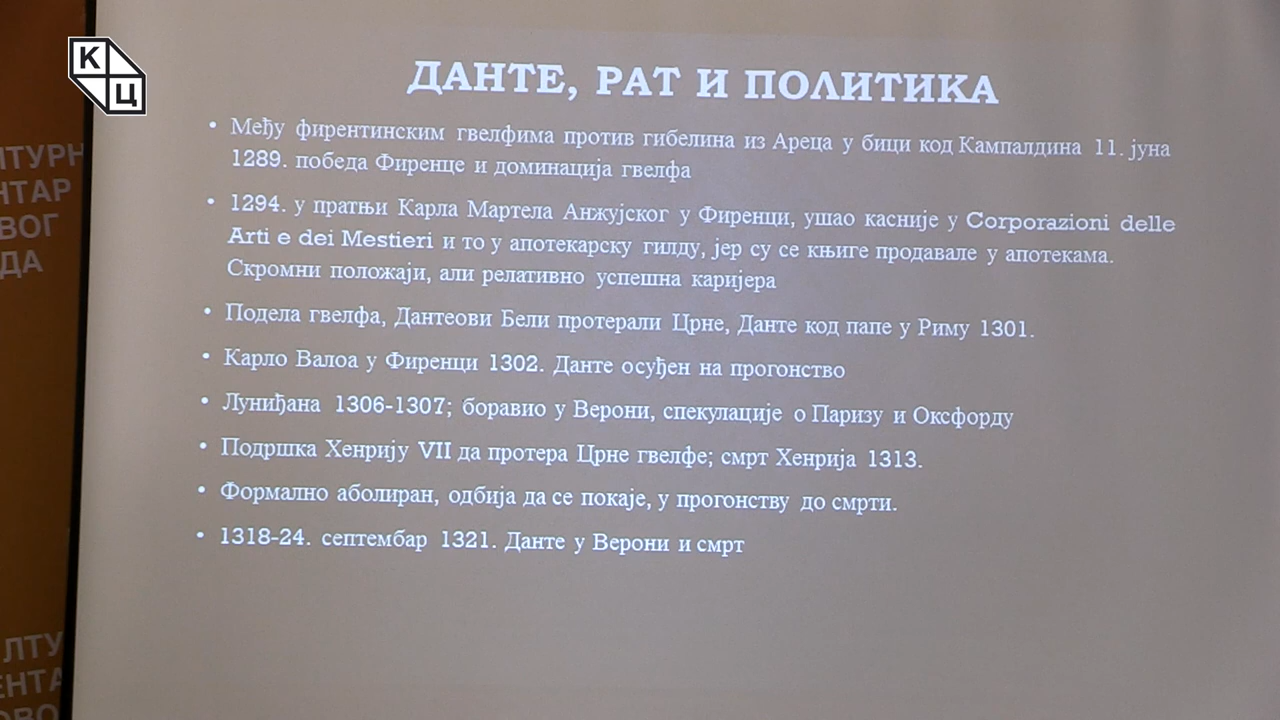 К
Ц
ДАНТЕ, РАТ И ПОЛИТИКА
• Међу фирентинским гвелфима против гибелина из Ареца у бици код Кампалдина 11. јуна
1289. победа Фиренце и доминација гвелфа
• 1294. у пратњи Карла Мартела Анжујског у Фиренци, ушао касније у Corporazioni delle
Arti e dei Mestieri и то у апотекарску гилду, јер су се књиге продавале у апотекама.
Скромни положаји, али релативно успешна каријера
• Подела гвелфа, Дантеови Бели протерали Црне, Данте код папе у Риму 1301.
• Карло Валоа у Фиренци 1302. Данте осуђен на прогонство
• Луниђана 1306-1307; боравио у Верони, спекулације о Паризу и Оксфорду
• Подршка Хенрију VII да протера Црне гвелфе; смрт Хенрија 1313.
• Формално аболиран, одбија да се покаје, у прогонству до смрти.
• 1318-24. септембар 1321. Данте у Верони и смрт
ЛТУРН
НТАР
ВОГ
ДА
ЛТУ
ЕНТА
ОВО